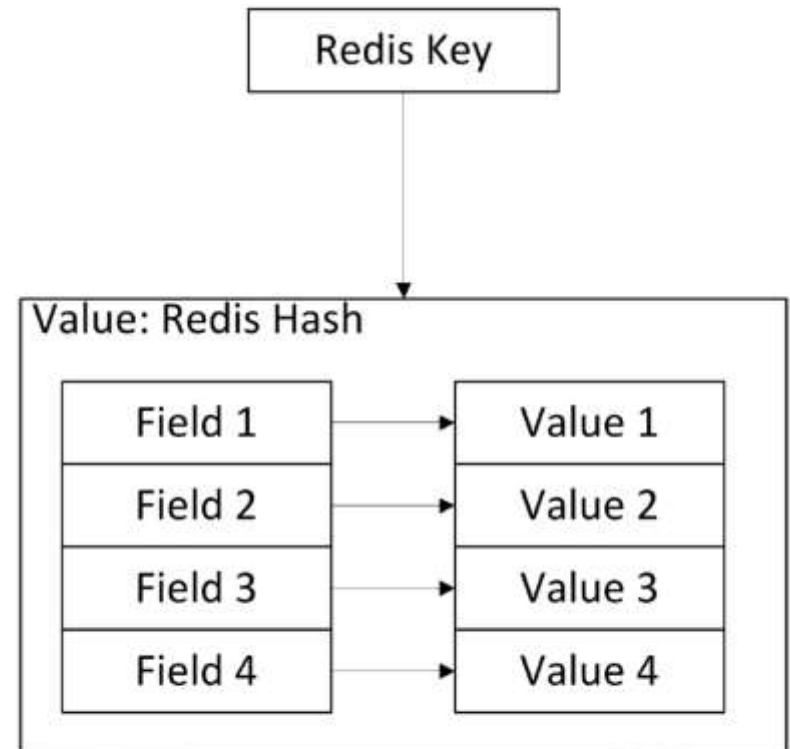 Redis Key
Value: Redis Hash
Field 1 Value 1
Field 2 Value 2
Field 3 Value 3
Field 4 Value 4